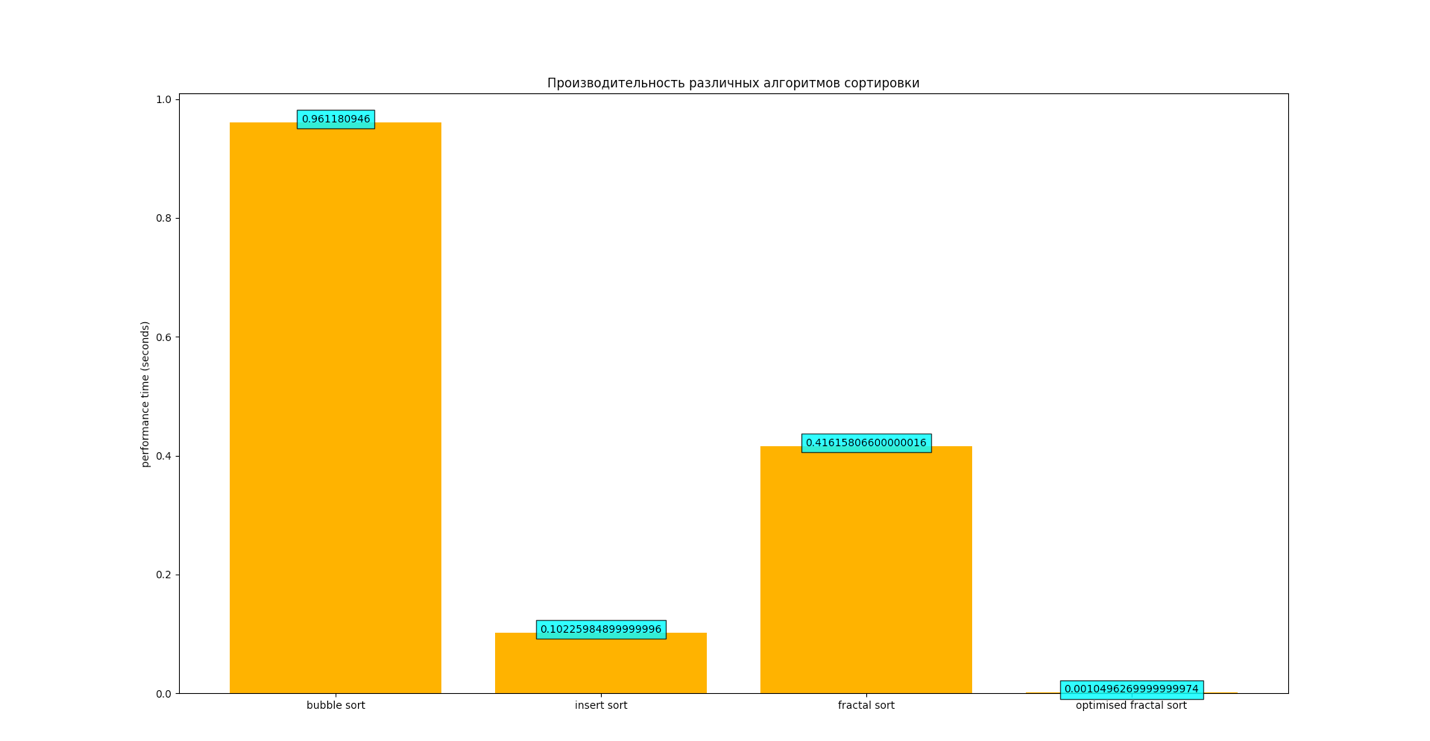 Производительность различных алгоритмов сортировки
1.0
0.961180946
0.8
0.6
performance time (seconds)
0.41615806600000016
0.4
0.2
0.10225984899999996
0.0010496269999999974
0.0
bubble sort
insert sort
fractal sort
optimised fractal sort